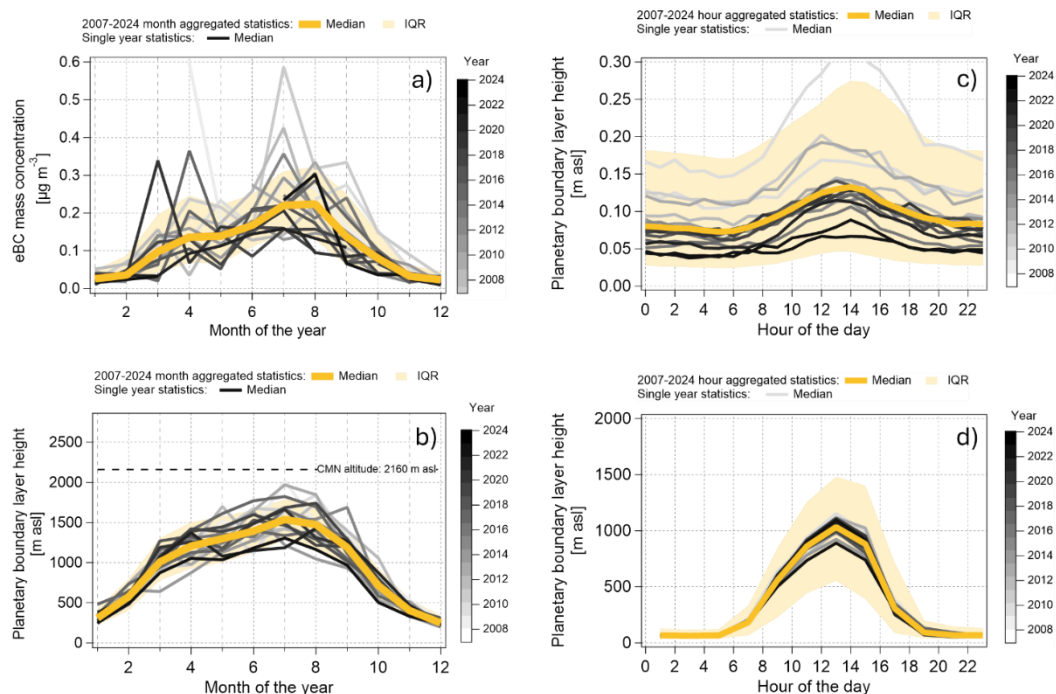 2007-2024 month aggregated statistics: Median IQR
Single year statistics: Median
a)
eBC mass concentration
[µg m⁻³]
0.6
0.5
0.4
0.3
0.2
0.1
0.0
2 4 6 8 10 12
Month of the year
Year
2024
2022
2020
2018
2016
2014
2012
2010
2008
2007-2024 hour aggregated statistics: Median IQR
Single year statistics: Median
c)
Planetary boundary layer height
[m asl]
0.30
0.25
0.20
0.15
0.10
0.05
0.00
0 2 4 6 8 10 12 14 16 18 20 22
Hour of the day
Year
2024
2022
2020
2018
2016
2014
2012
2010
2008
2007-2024 month aggregated statistics: Median IQR
Single year statistics: Median
b)
Planetary boundary layer height
[m asl]
2500
2000
1500
1000
500
0
CMN altitude: 2160 m asl
2 4 6 8 10 12
Month of the year
Year
2024
2022
2020
2018
2016
2014
2012
2010
2008
2007-2024 hour aggregated statistics: Median IQR
Single year statistics: Median
d)
Planetary boundary layer height
[m asl]
2000
1500
1000
500
0
0 2 4 6 8 10 11 14 16 18 20 22
Hour of the day
Year
2024
2022
2020
2018
2016
2014
2012
2010
2008